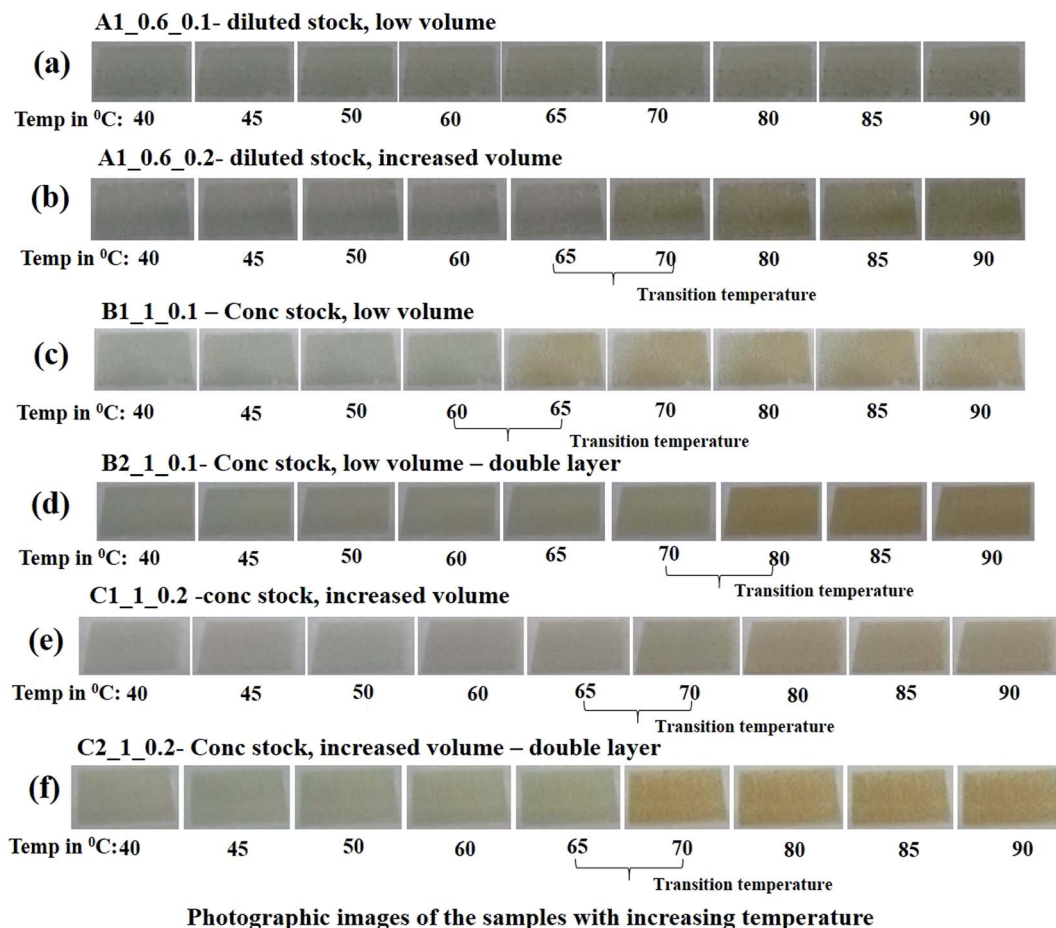 A1_0.6_0.1- diluted stock, low volume
(a)
Temp in ⁰C: 40 45 50 60 65 70 80 85 90
A1_0.6_0.2- diluted stock, increased volume
(b)
Temp in ⁰C: 40 45 50 60 65 70 80 85 90
Transition temperature
B1_1_0.1 – Conc stock, low volume
(c)
Temp in ⁰C: 40 45 50 60 65 70 80 85 90
Transition temperature
B2_1_0.1- Conc stock, low volume – double layer
(d)
Temp in ⁰C: 40 45 50 60 65 70 80 85 90
Transition temperature
C1_1_0.2 -conc stock, increased volume
(e)
Temp in ⁰C: 40 45 50 60 65 70 80 85 90
Transition temperature
C2_1_0.2- Conc stock, increased volume – double layer
(f)
Temp in ⁰C:40 45 50 60 65 70 80 85 90
Transition temperature
Photographic images of the samples with increasing temperature